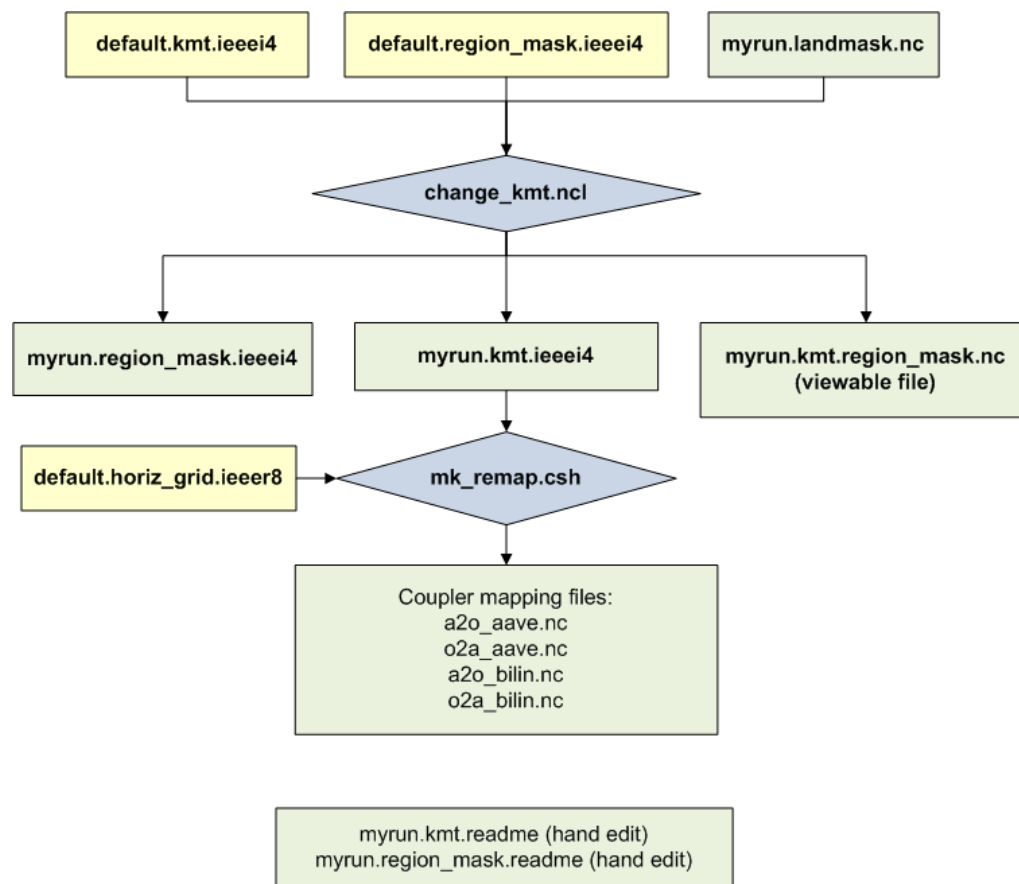 default.kmt.ieeei4
default.region_mask.ieeei4
myrun.landmask.nc
change_kmt.ncl
myrun.region_mask.ieeei4
myrun.kmt.ieeei4
myrun.kmt.region_mask.nc
(viewable file)
default.horiz_grid.ieeer8
mk_remap.csh
Coupler mapping files:
a2o_aave.nc
o2a_aave.nc
a2o_bilin.nc
o2a_bilin.nc
myrun.kmt.readme (hand edit)
myrun.region_mask.readme (hand edit)